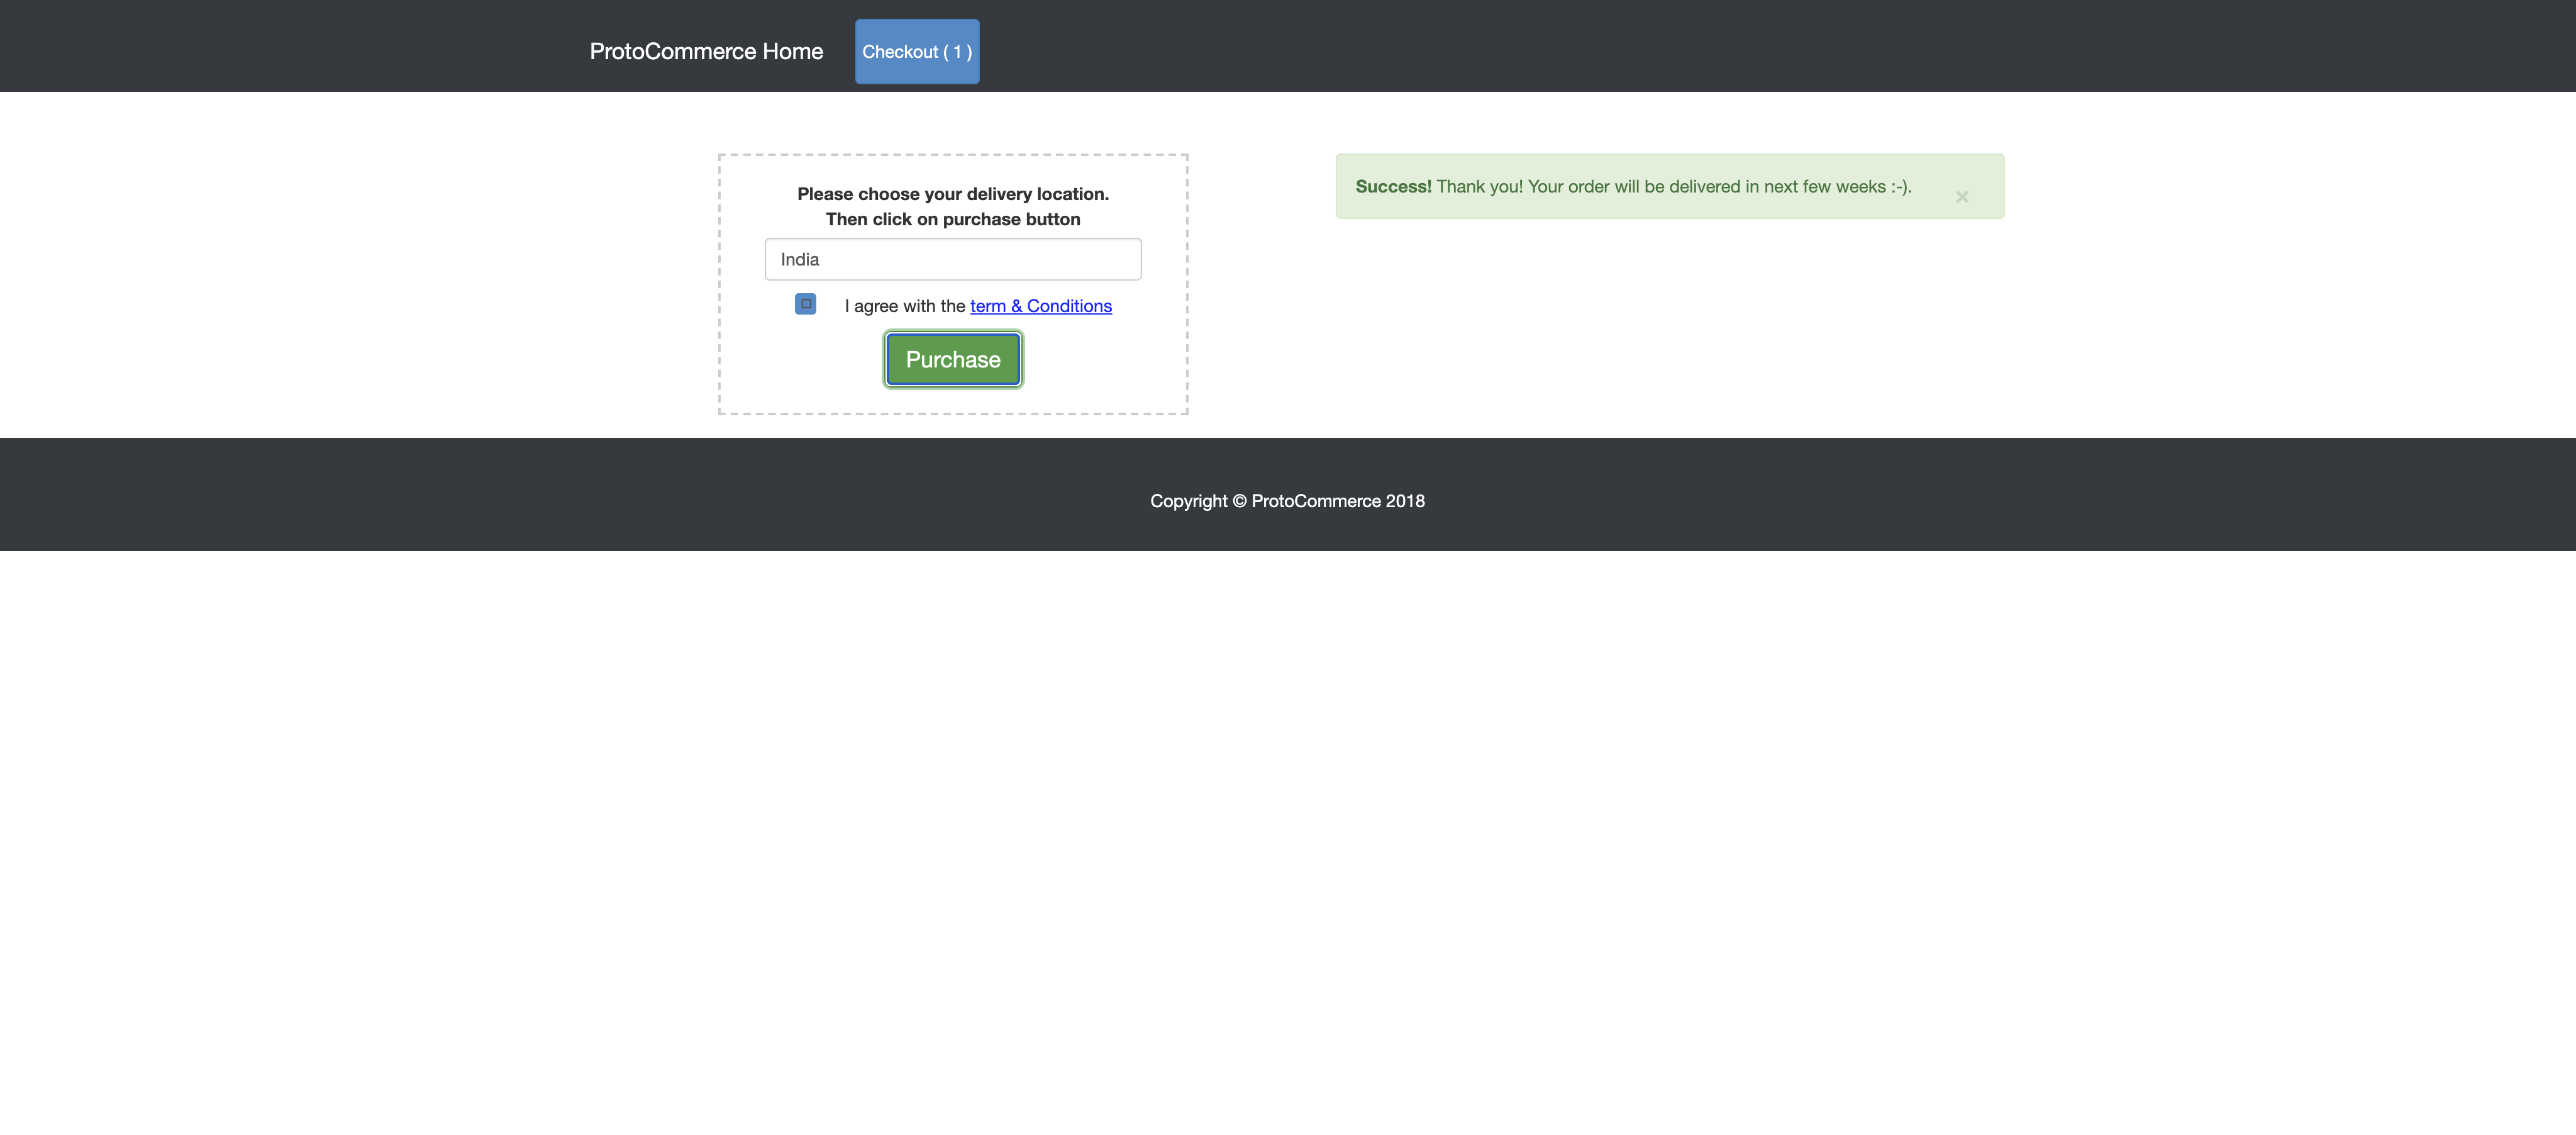 ProtoCommerce Home
Checkout ( 1 )
Please choose your delivery location.
Then click on purchase button
India
I agree with the term & Conditions
Purchase
Success! Thank you! Your order will be delivered in next few weeks :-).
×
Copyright © ProtoCommerce 2018